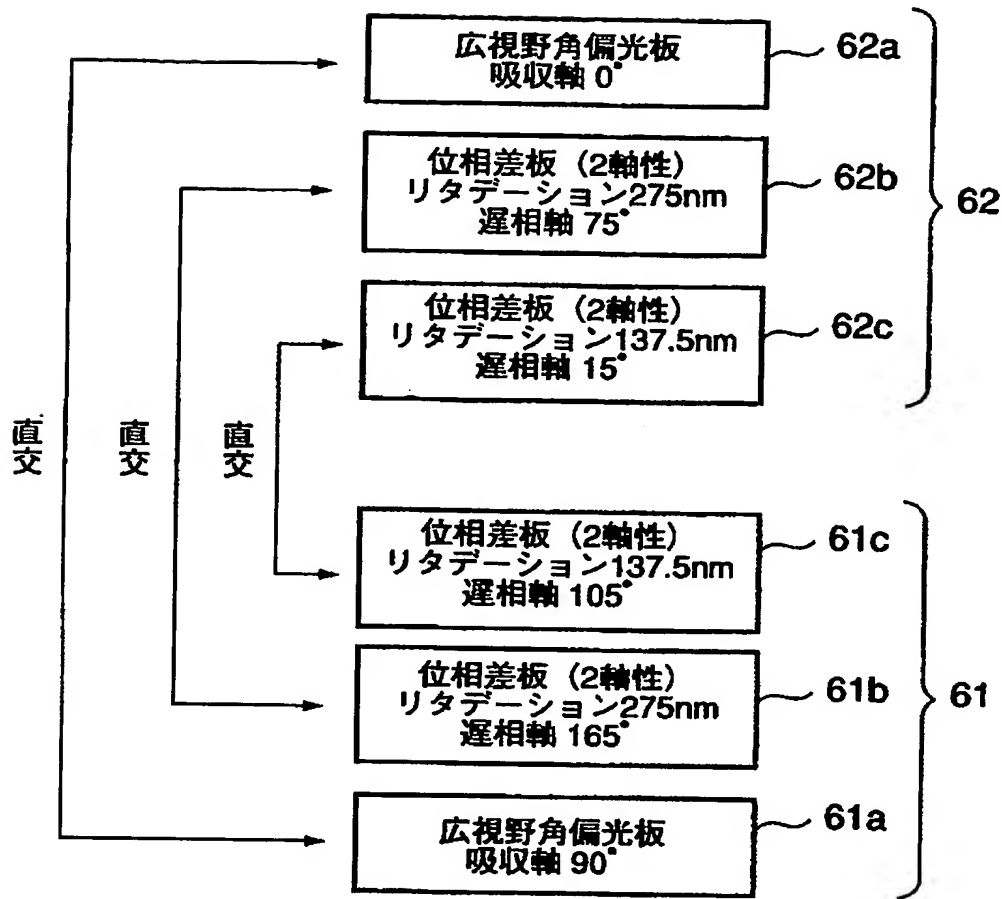 広視野角偏光板
吸収軸 0°
62a
位相差板（2軸性）
リタデーション275nm
遅相軸 75°
62b
位相差板（2軸性）
リタデーション137.5nm
遅相軸 15°
62c
62
直交
直交
直交
位相差板（2軸性）
リタデーション137.5nm
遅相軸 105°
61c
位相差板（2軸性）
リタデーション275nm
遅相軸 165°
61b
広視野角偏光板
吸収軸 90°
61a
61